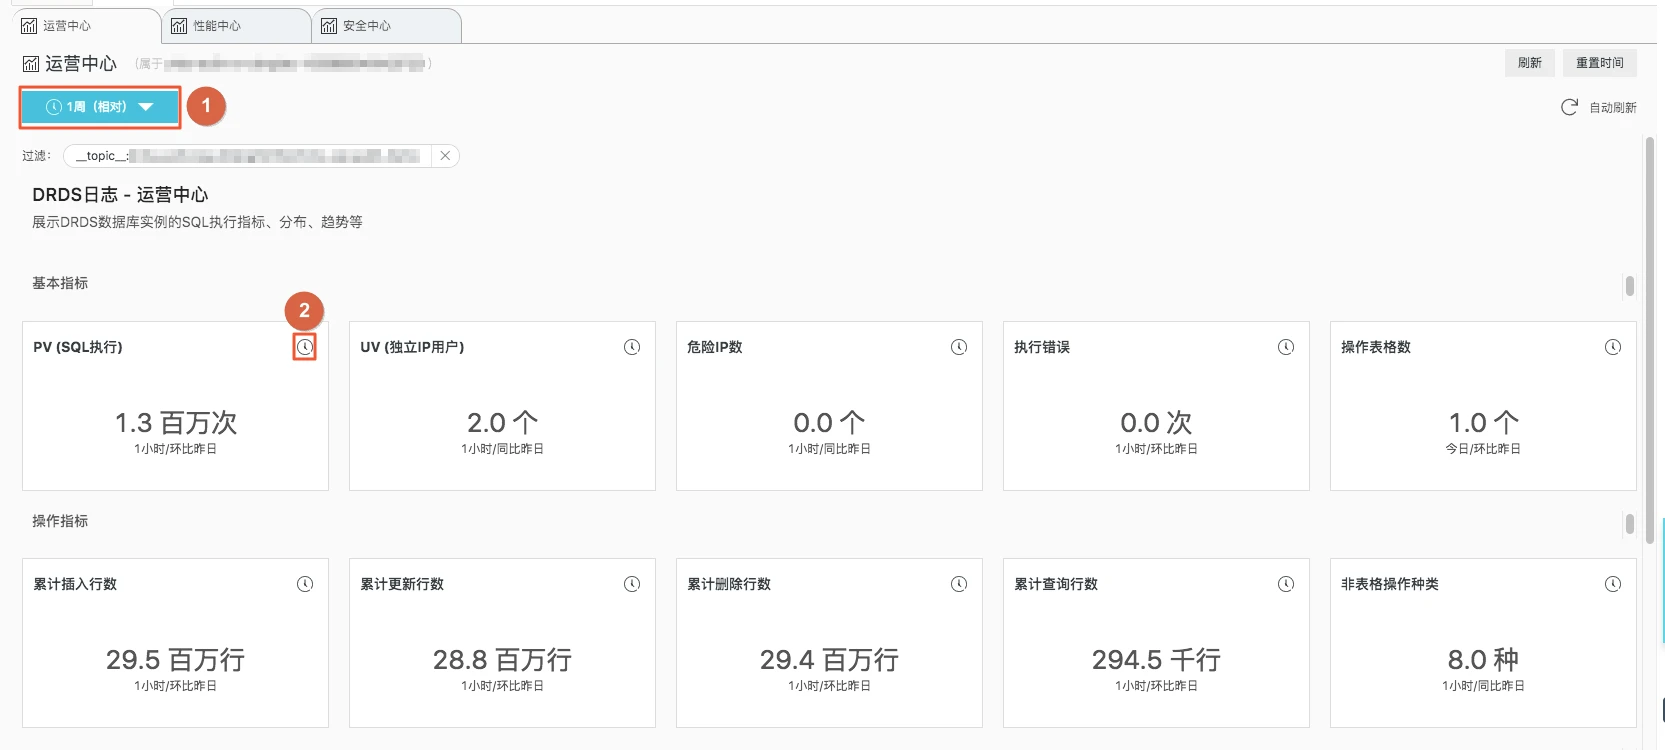 运营中心
性能中心
安全中心
运营中心
(属于
)
刷新
重置时间
1周（相对）
1
自动刷新
过滤：
__topic__:
DRDS日志 - 运营中心
展示DRDS数据库实例的SQL执行指标、分布、趋势等
基本指标
2
PV (SQL执行)
1.3 百万次
1小时/环比昨日
UV (独立IP用户)
2.0 个
1小时/同比昨日
危险IP数
0.0 个
1小时/同比昨日
执行错误
0.0 次
1小时/环比昨日
操作表格数
1.0 个
今日/环比昨日
操作指标
累计插入行数
29.5 百万行
1小时/环比昨日
累计更新行数
28.8 百万行
1小时/环比昨日
累计删除行数
29.4 百万行
1小时/环比昨日
累计查询行数
294.5 千行
1小时/环比昨日
非表格操作种类
8.0 种
1小时/同比昨日